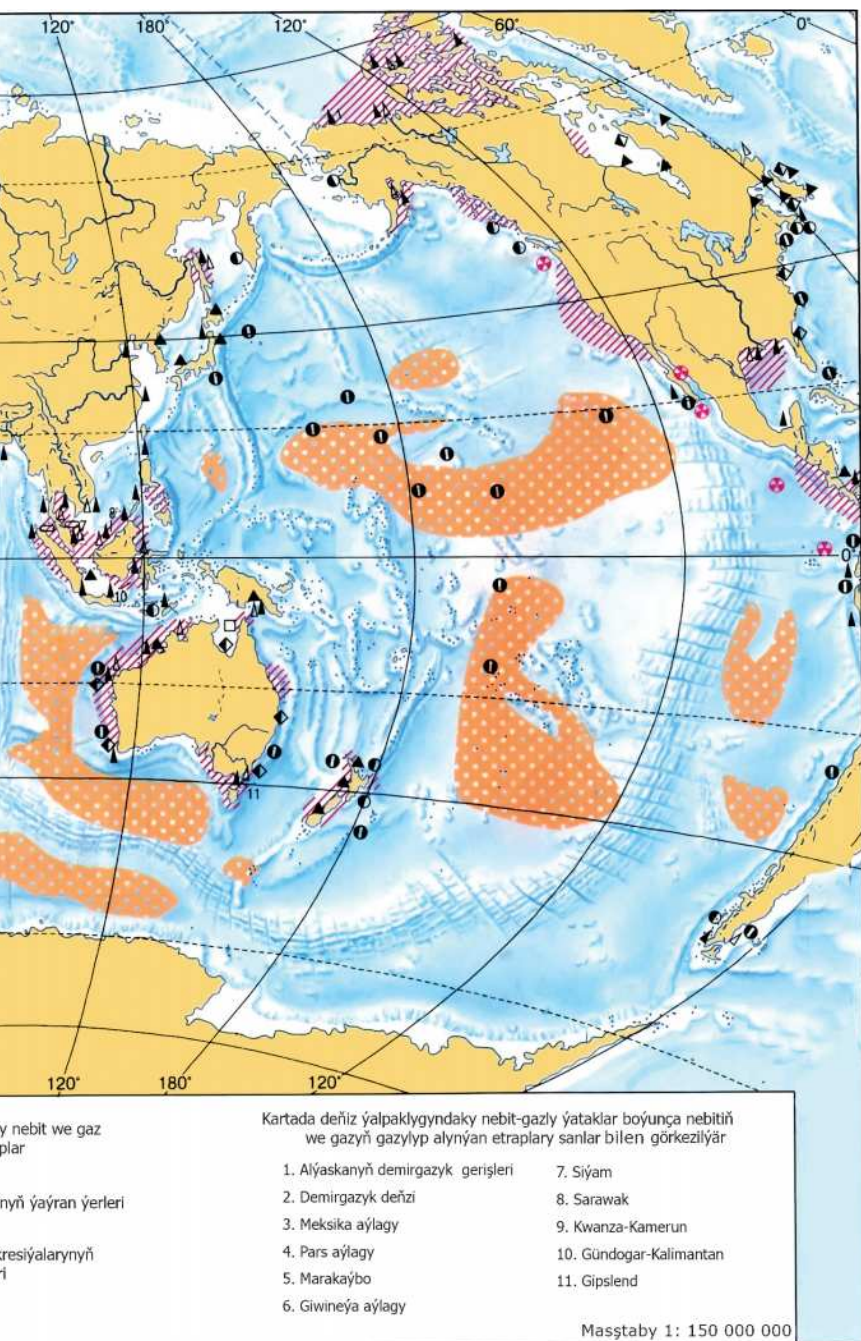 120°
180°
120°
60°
0°
8
0°
10
11
120°
180°
120°
y nebit we gaz
plar
nyň ýaýran ýerleri
kresiýalarynyň
ri
Kartada deňiz ýalpaklygyndaky nebit-gazly ýataklar boýunça nebitiň
we gazyň gazylyp alynýan etraplary sanlar bilen görkezilýär
1. Alýaskanyň demirgazyk gerişleri
2. Demirgazyk deňzi
3. Meksika aýlagy
4. Pars aýlagy
5. Marakaýbo
6. Giwineýa aýlagy
7. Siýam
8. Sarawak
9. Kwanza-Kamerun
10. Gündogar-Kalimantan
11. Gipslend
Masştaby 1: 150 000 000